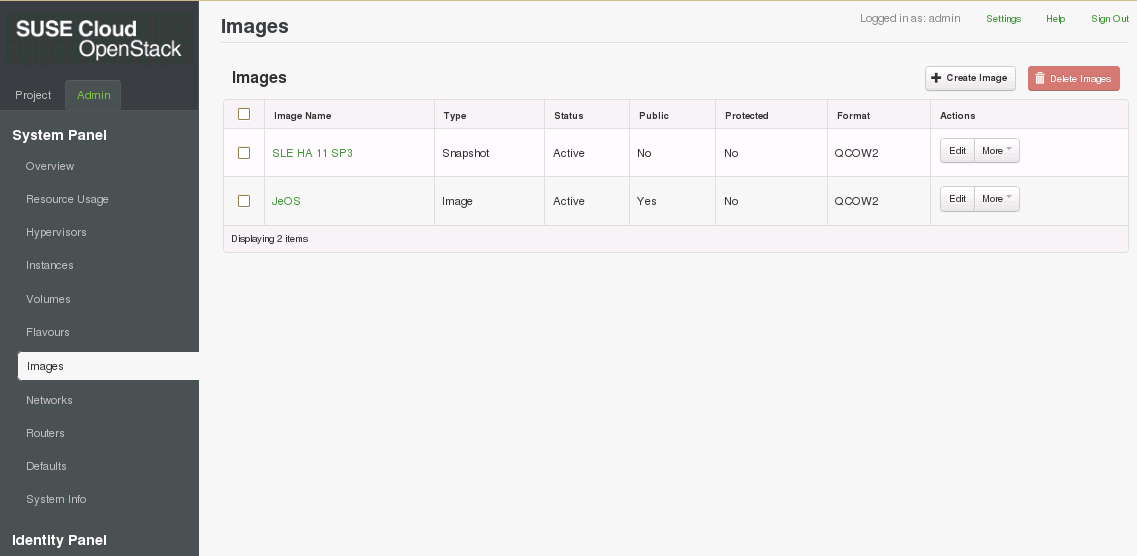 SUSE Cloud
OpenStack
Project Admin
System Panel
Overview
Resource Usage
Hypervisors
Instances
Volumes
Flavours
Images
Networks
Routers
Defaults
System Info
Identity Panel
Images
Logged in as: admin Settings Help Sign Out
Images
Create Image Delete Images
Image Name Type Status Public Protected Format Actions
SLE HA 11 SP3 Snapshot Active No No QCOW2 Edit More
JeOS Image Active Yes No QCOW2 Edit More
Displaying 2 items